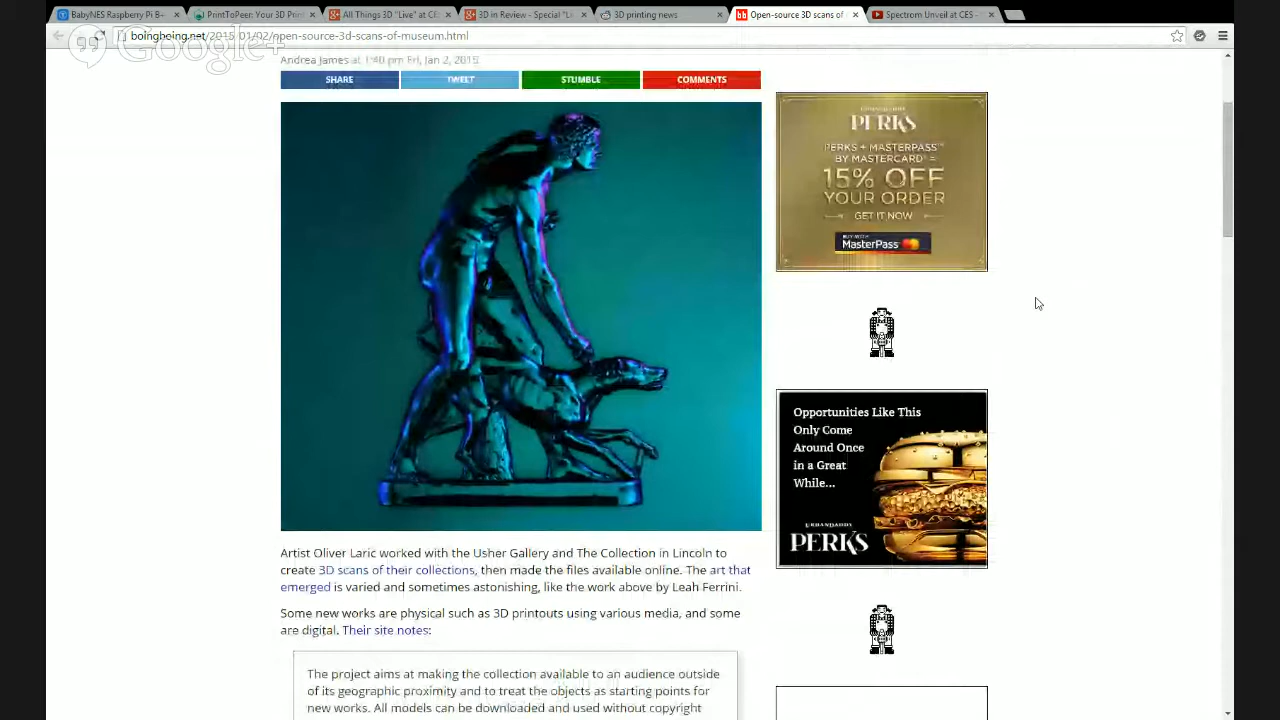 BabyNES Raspberry Pi B+
PrintToPeer: Your 3D Print
All Things 3D "Live" at CES
3D in Review - Special "Li
3D printing news
Open-source 3D scans of
Spectrom Unveil at CES -
boingboing.net/2015/01/02/open-source-3d-scans-of-museum.html
Google+
Andrea James at 1:40 pm Fri, Jan 2, 2015
SHARE
TWEET
STUMBLE
COMMENTS
PERKS
PERKS + MASTERPASS
BY MASTERCARD =
15% OFF
YOUR ORDER
GET IT NOW
BUY WITH
MasterPass
Opportunities Like This
Only Come
Around Once
in a Great
While...
URBANDADDY
PERKS
Artist Oliver Laric worked with the Usher Gallery and The Collection in Lincoln to
create 3D scans of their collections, then made the files available online. The art that
emerged is varied and sometimes astonishing, like the work above by Leah Ferrini.
Some new works are physical such as 3D printouts using various media, and some
are digital. Their site notes:
The project aims at making the collection available to an audience outside
of its geographic proximity and to treat the objects as starting points for
new works. All models can be downloaded and used without copyright